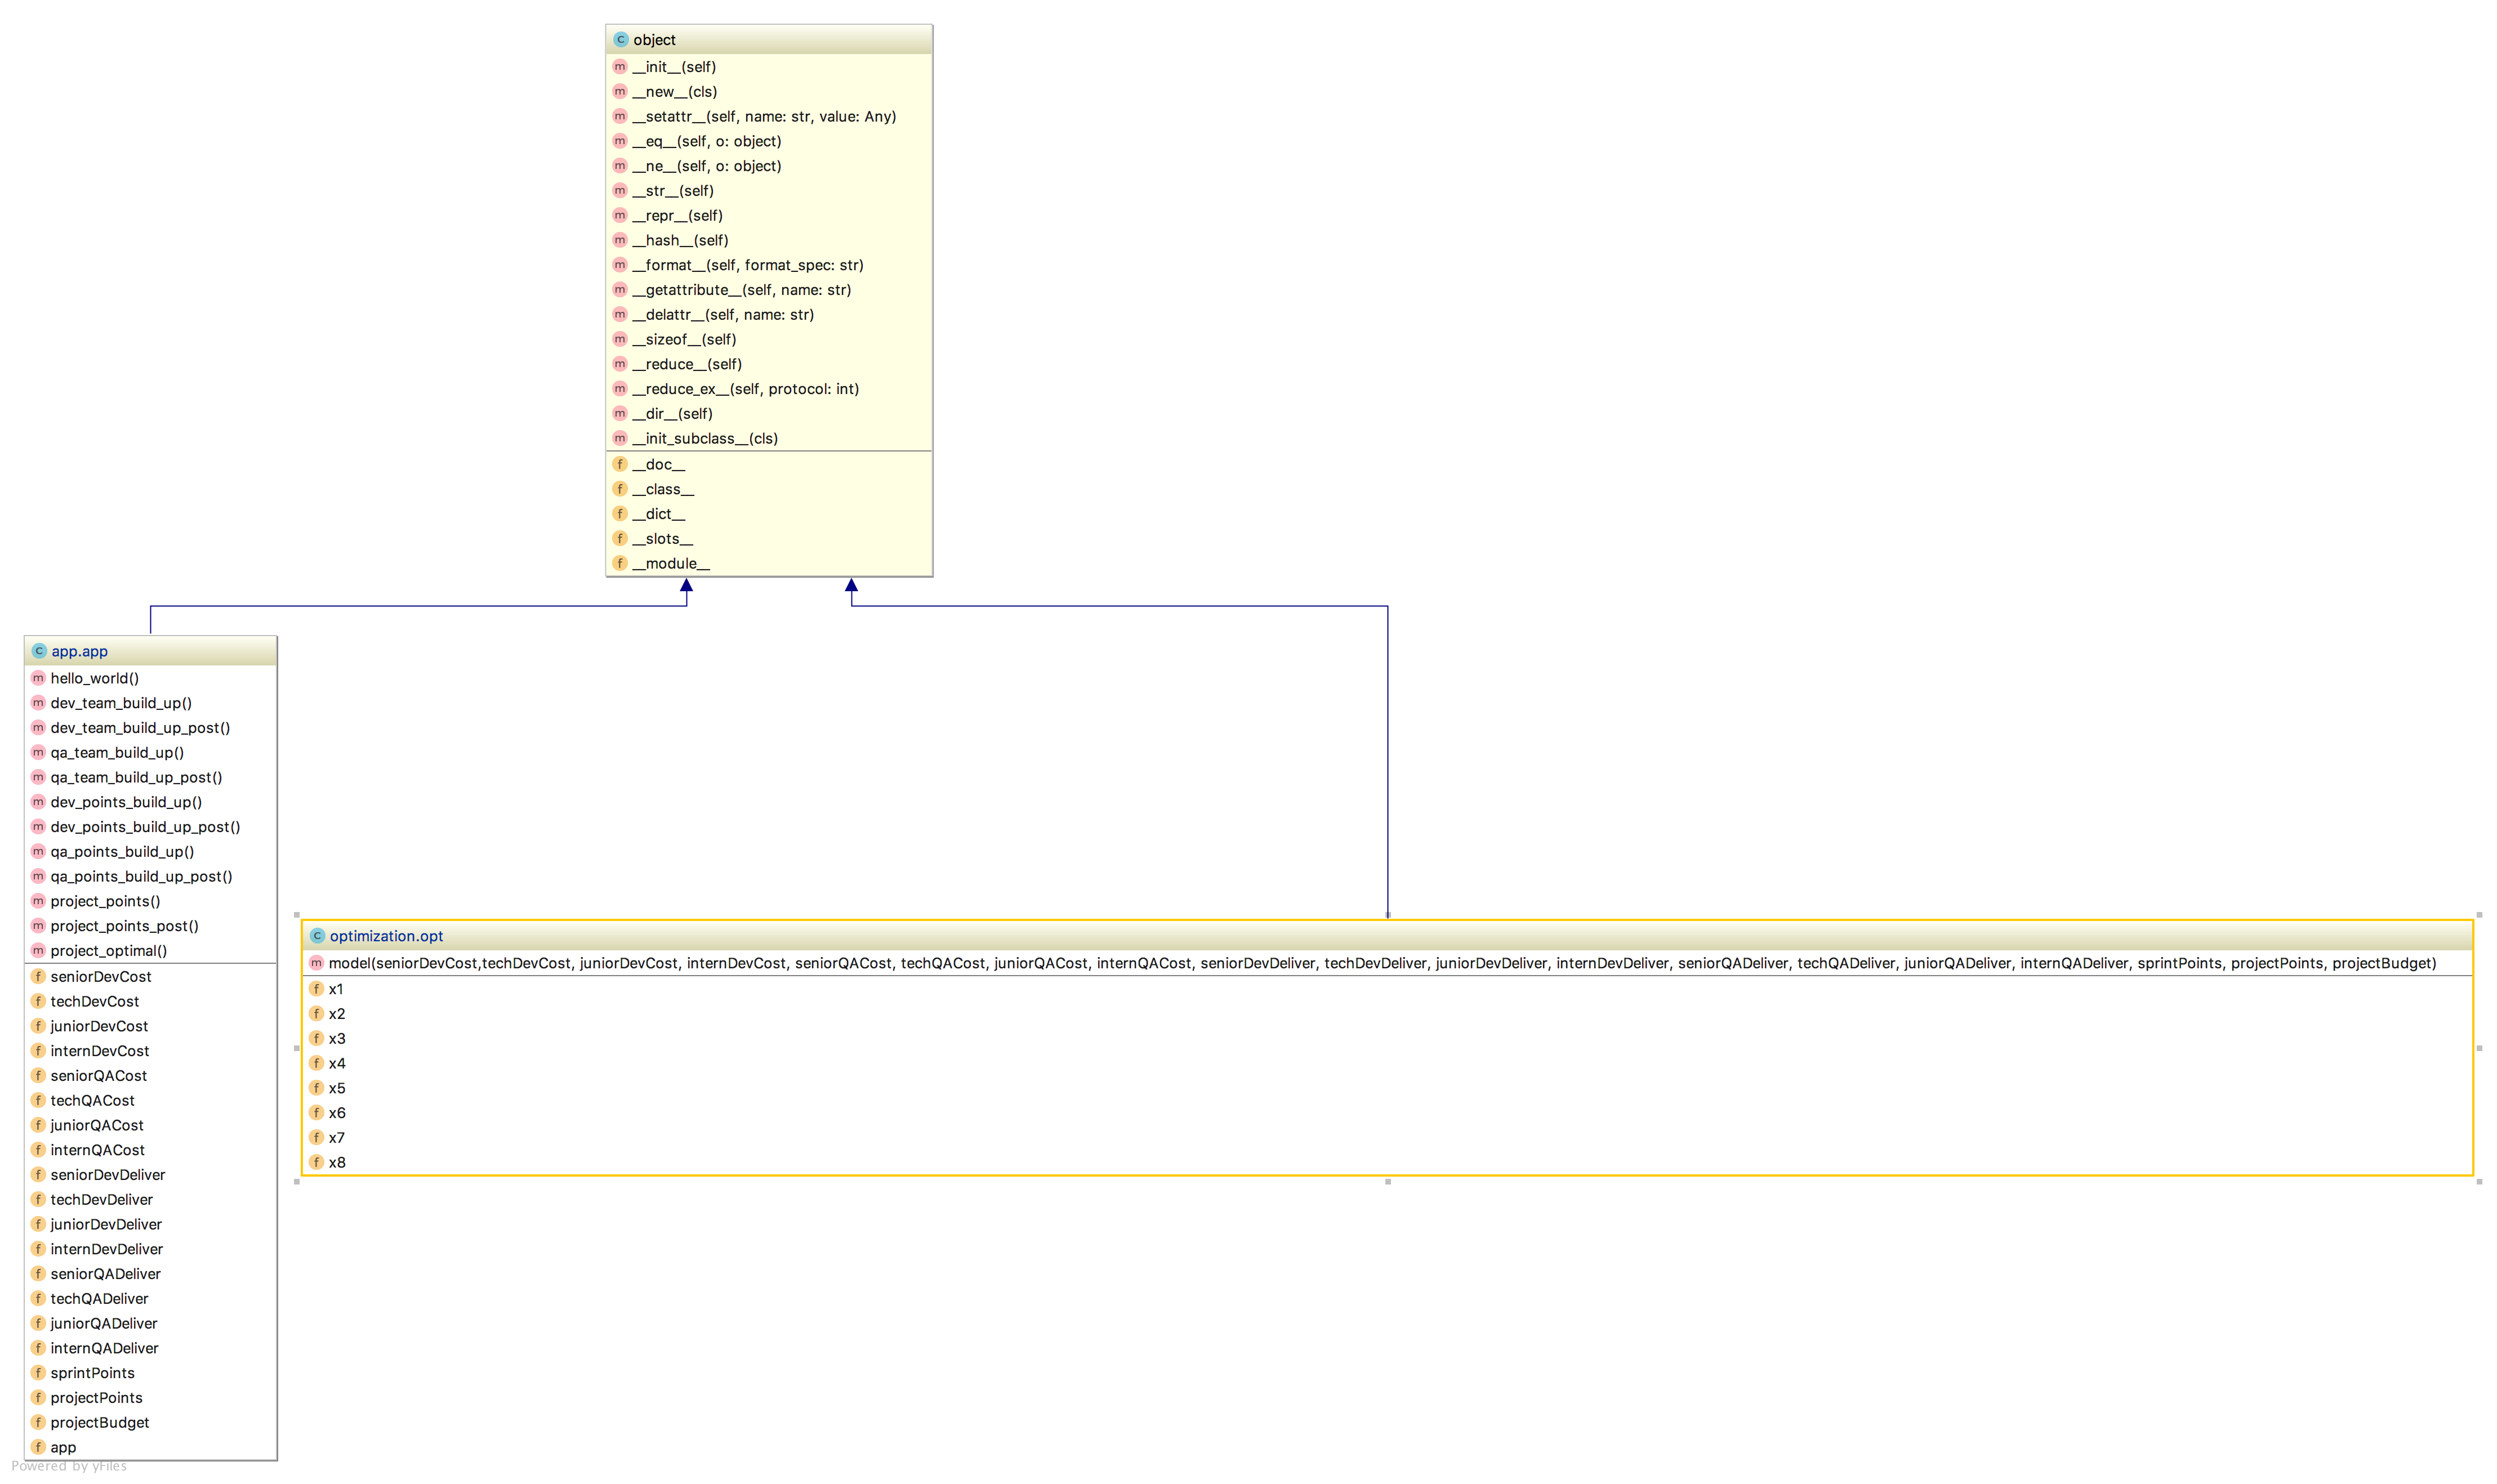 object
__init__(self)
__new__(cls)
__setattr__(self, name: str, value: Any)
__eq__(self, o: object)
__ne__(self, o: object)
__str__(self)
__repr__(self)
__hash__(self)
__format__(self, format_spec: str)
__getattribute__(self, name: str)
__delattr__(self, name: str)
__sizeof__(self)
__reduce__(self)
__reduce_ex__(self, protocol: int)
__dir__(self)
__init_subclass__(cls)
__doc__
__class__
__dict__
__slots__
__module__
app.app
hello_world()
dev_team_build_up()
dev_team_build_up_post()
qa_team_build_up()
qa_team_build_up_post()
dev_points_build_up()
dev_points_build_up_post()
qa_points_build_up()
qa_points_build_up_post()
project_points()
project_points_post()
project_optimal()
seniorDevCost
techDevCost
juniorDevCost
internDevCost
seniorQACost
techQACost
juniorQACost
internQACost
seniorDevDeliver
techDevDeliver
juniorDevDeliver
internDevDeliver
seniorQADeliver
techQADeliver
juniorQADeliver
internQADeliver
sprintPoints
projectPoints
projectBudget
app
optimization.opt
model(seniorDevCost,techDevCost, juniorDevCost, internDevCost, seniorQACost, techQACost, juniorQACost, internQACost, seniorDevDeliver, techDevDeliver, juniorDevDeliver, internDevDeliver, seniorQADeliver, techQADeliver, juniorQADeliver, internQADeliver, sprintPoints, projectPoints, projectBudget)
x1
x2
x3
x4
x5
x6
x7
x8
Powered by yFiles